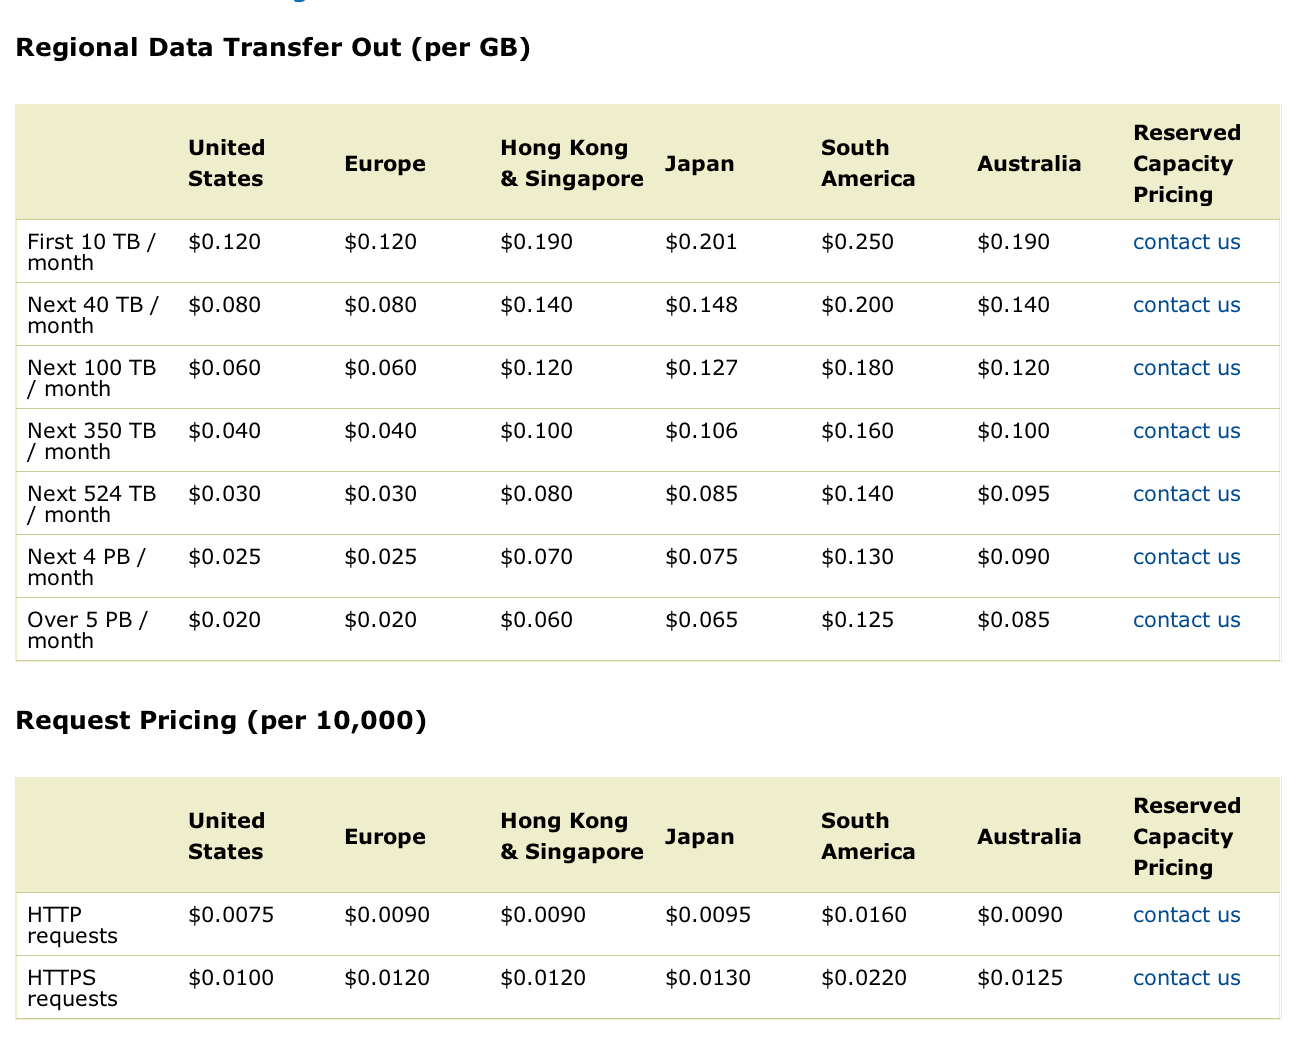 Regional Data Transfer Out (per GB)
United States Europe Hong Kong & Singapore Japan South America Australia Reserved Capacity Pricing
First 10 TB / month $0.120 $0.120 $0.190 $0.201 $0.250 $0.190 contact us
Next 40 TB / month $0.080 $0.080 $0.140 $0.148 $0.200 $0.140 contact us
Next 100 TB / month $0.060 $0.060 $0.120 $0.127 $0.180 $0.120 contact us
Next 350 TB / month $0.040 $0.040 $0.100 $0.106 $0.160 $0.100 contact us
Next 524 TB / month $0.030 $0.030 $0.080 $0.085 $0.140 $0.095 contact us
Next 4 PB / month $0.025 $0.025 $0.070 $0.075 $0.130 $0.090 contact us
Over 5 PB / month $0.020 $0.020 $0.060 $0.065 $0.125 $0.085 contact us
Request Pricing (per 10,000)
United States Europe Hong Kong & Singapore Japan South America Australia Reserved Capacity Pricing
HTTP requests $0.0075 $0.0090 $0.0090 $0.0095 $0.0160 $0.0090 contact us
HTTPS requests $0.0100 $0.0120 $0.0120 $0.0130 $0.0220 $0.0125 contact us